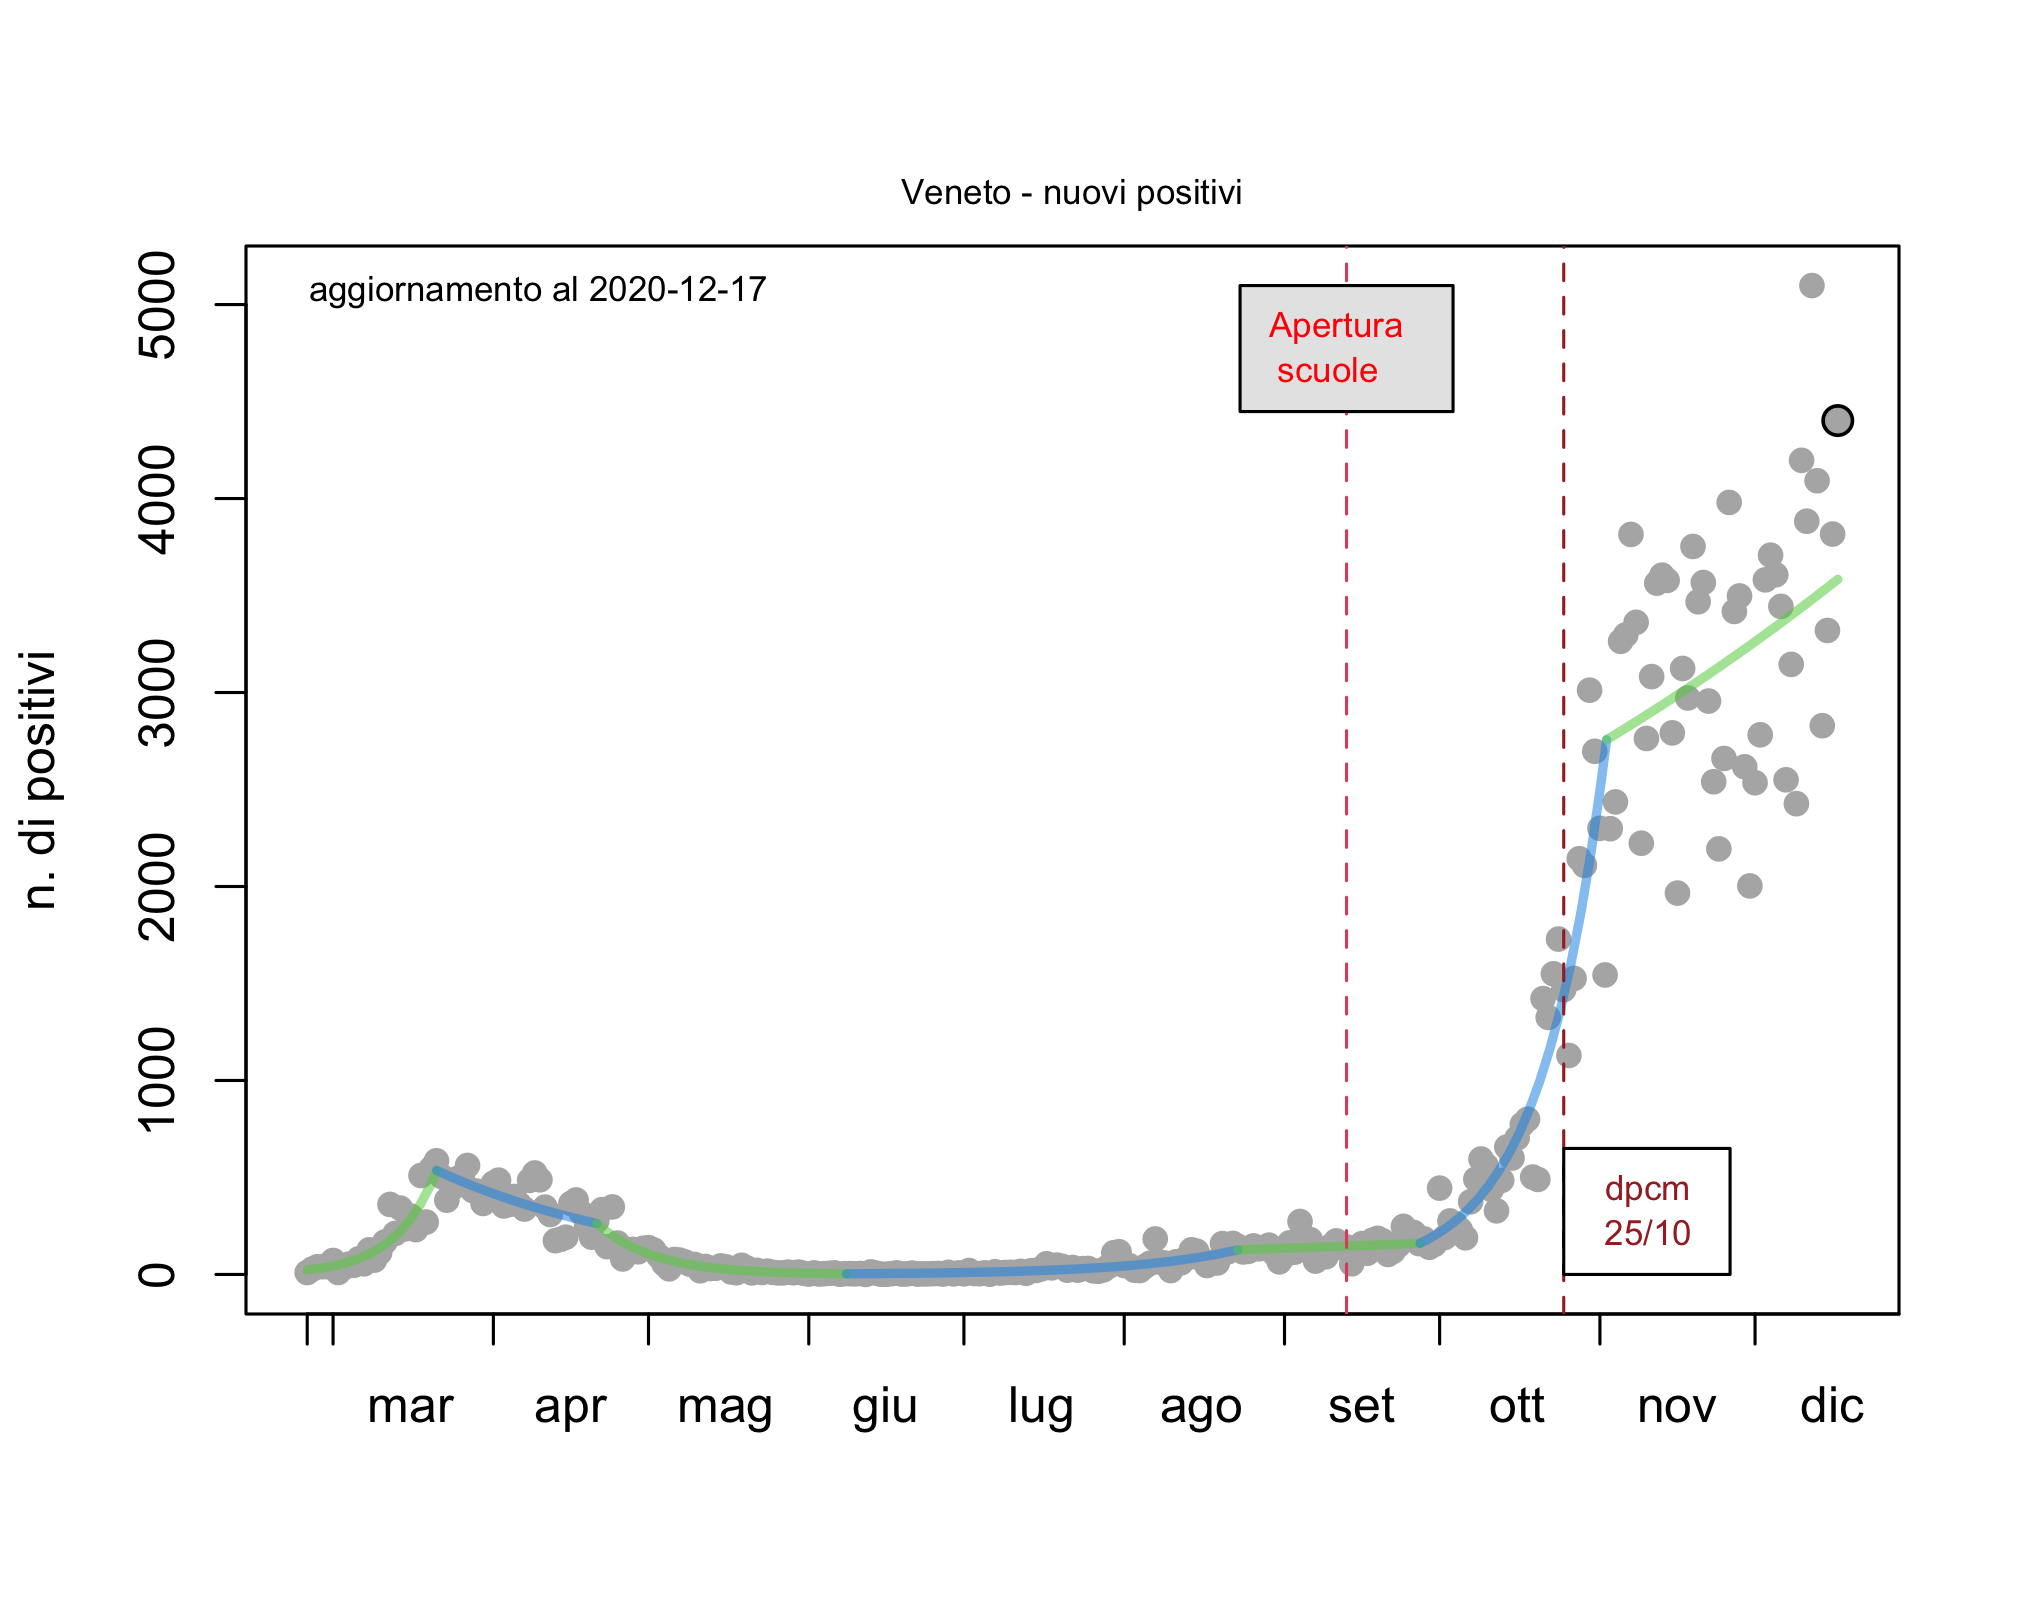 Veneto - nuovi positivi
aggiornamento al 2020-12-17
Apertura
scuole
dpcm
25/10
n. di positivi
5000
4000
3000
2000
1000
0
mar apr mag giu lug ago set ott nov dic